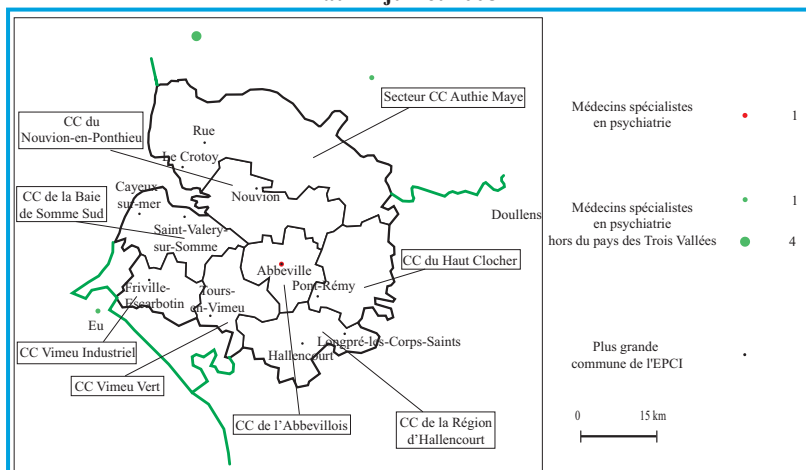 Secteur CC Authie Maye
CC du
Nouvion-en-Ponthieu
Rue
Le Crotoy
CC de la Baie
de Somme Sud
Cayeux
sur-mer
Nouvion
Saint-Valery-
sur-Somme
Doullens
Abbeville
CC du Haut Clocher
Pont-Rémy
Friville-
Escarbotin
Tours-
en-Vimeu
Eu
Longpré-les-Corps-Saints
Hallencourt
CC Vimeu Industriel
CC Vimeu Vert
CC de l'Abbevillois
CC de la Région
d'Hallencourt
Médecins spécialistes
en psychiatrie
1
Médecins spécialistes
en psychiatrie
hors du pays des Trois Vallées
1
4
Plus grande
commune de l'EPCI
0 15 km